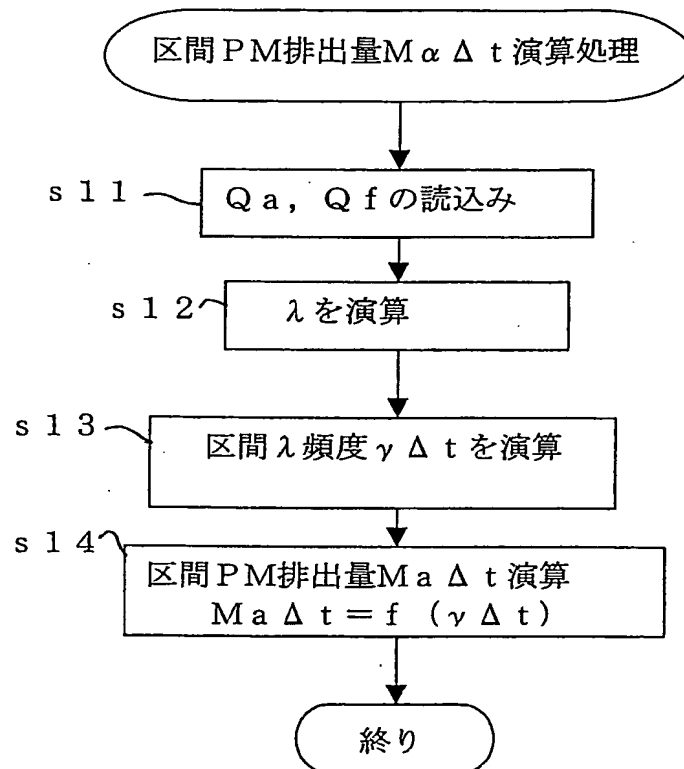 区間PM排出量MαΔt演算処理
s11
Qa,Qfの読込み
s12
λを演算
s13
区間λ頻度γΔtを演算
s14
区間PM排出量MaΔt演算
MaΔt=f(γΔt)
終り